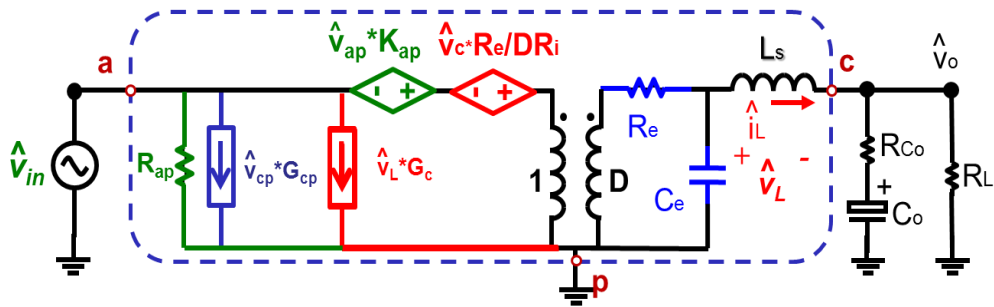 v̂ap*Kap
v̂c*Re/DRi
Ls
v̂o
a
c
Re
îL
+ v̂L -
Rap
v̂cp*Gcp
v̂L*Gc
1
D
Ce
RCo
+
Co
RL
v̂in
- +
- +
p